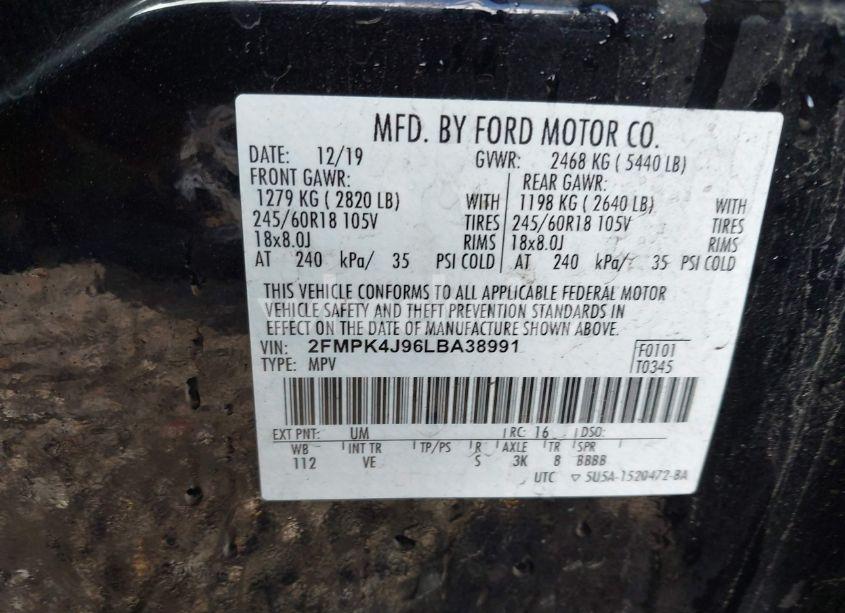 MFD. BY FORD MOTOR CO.
DATE: 12/19 GVWR: 2468 KG ( 5440 LB)
FRONT GAWR: REAR GAWR:
1279 KG ( 2820 LB) WITH 1198 KG ( 2640 LB) WITH
245/60R18 105V TIRES 245/60R18 105V TIRES
18x8.0J RIMS 18x8.0J RIMS
AT 240 kPa/ 35 PSI COLD AT 240 kPa/ 35 PSI COLD
THIS VEHICLE CONFORMS TO ALL APPLICABLE FEDERAL MOTOR
VEHICLE SAFETY AND THEFT PREVENTION STANDARDS IN
EFFECT ON THE DATE OF MANUFACTURE SHOWN ABOVE.
VIN: 2FMPK4J96LBA38991 F0101
TYPE: MPV T0345
EXT PNT: UM RC: 16 DSO:
WB INT TR TP/PS R AXLE TR SPR
112 VE S 3K 8 BBBB
UTC ▽ 5U5A-1520472-BA